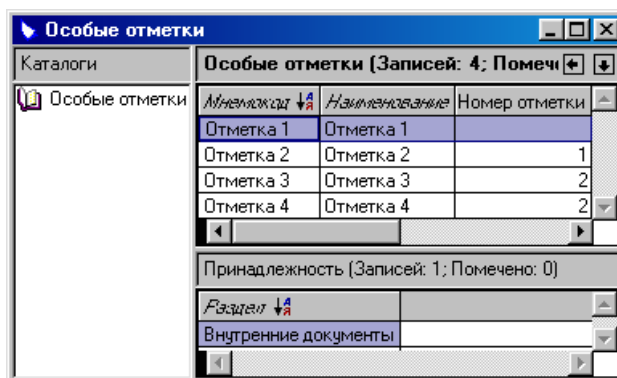 Особые отметки
Каталоги
Особые отметки (Записей: 4; Помече
Особые отметки
Мнемокод Наименование Номер отметки
Отметка 1 Отметка 1
Отметка 2 Отметка 2 1
Отметка 3 Отметка 3 2
Отметка 4 Отметка 4 2
Принадлежность (Записей: 1; Помечено: 0)
Раздел
Внутренние документы